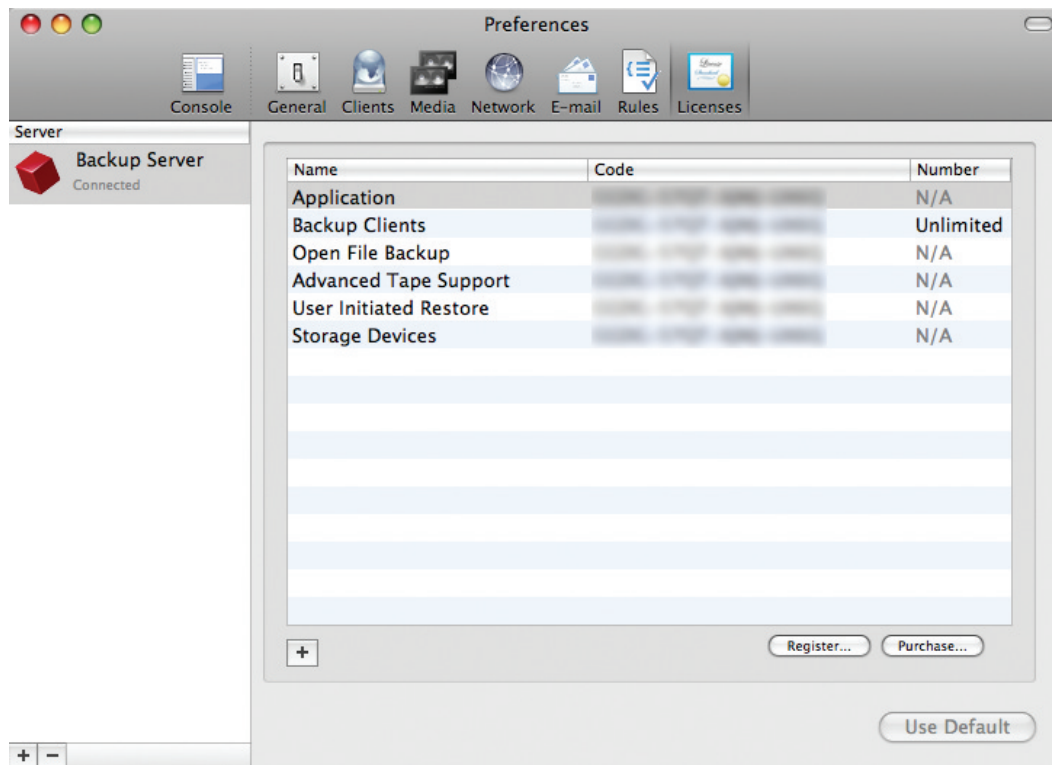 Preferences
Console General Clients Media Network E-mail Rules Licenses
Server
Backup Server
Connected
Name Code Number
Application N/A
Backup Clients Unlimited
Open File Backup N/A
Advanced Tape Support N/A
User Initiated Restore N/A
Storage Devices N/A
+ Register... Purchase...
Use Default
+ −